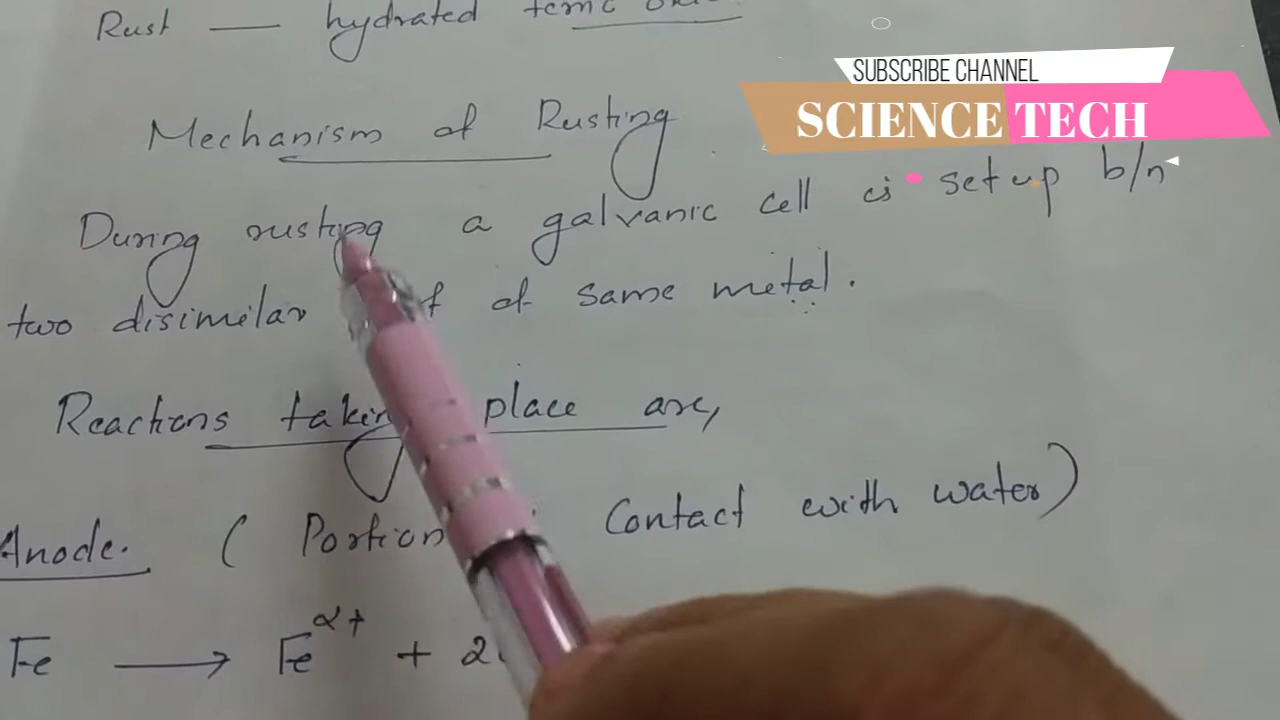 Rust — hydrated
SUBSCRIBE CHANNEL
SCIENCE TECH
Mechanism of Rusting
During rusting a galvanic cell is setup b/n
two disimilar of same metal.
Reactions taking place are,
Anode. ( Portion contact with water)
Fe ⟶ Fe²⁺ + 2